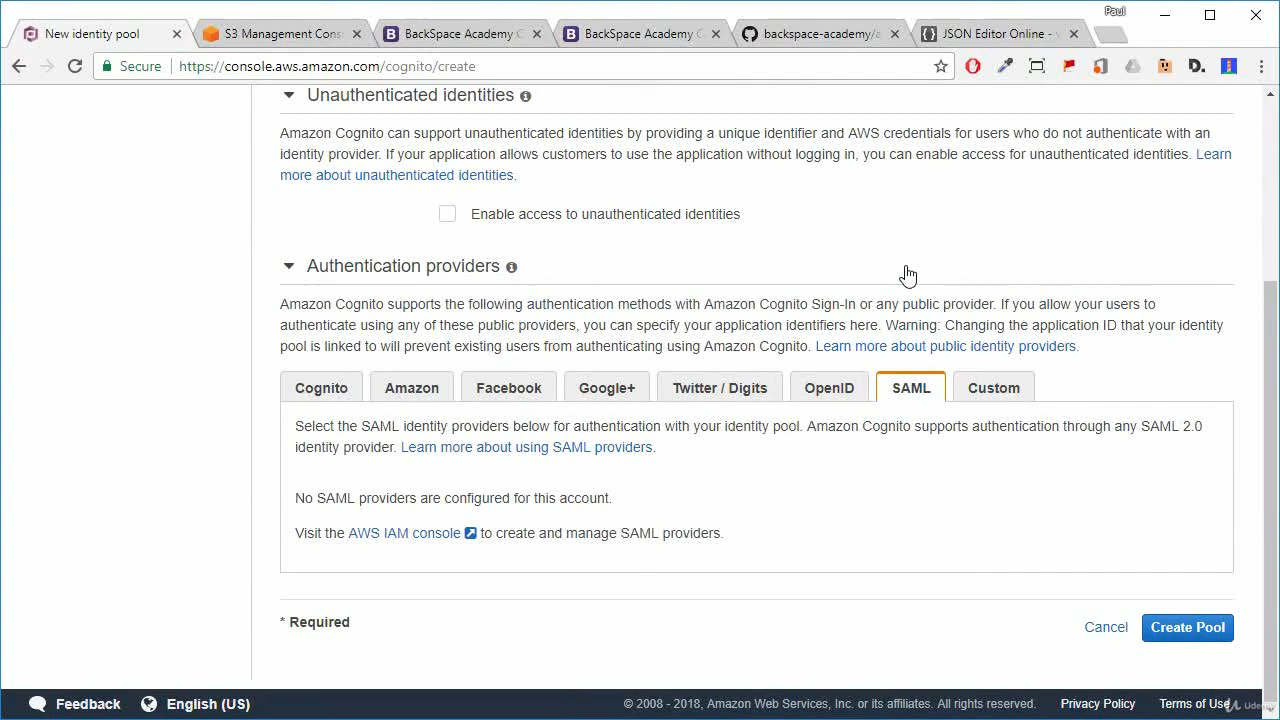 Paul
New identity pool
S3 Management Cons
BackSpace Academy C
BackSpace Academy C
backspace-academy/a
JSON Editor Online - v
Secure
https://console.aws.amazon.com/cognito/create
Unauthenticated identities
Amazon Cognito can support unauthenticated identities by providing a unique identifier and AWS credentials for users who do not authenticate with an
identity provider. If your application allows customers to use the application without logging in, you can enable access for unauthenticated identities. Learn
more about unauthenticated identities.
Enable access to unauthenticated identities
Authentication providers
Amazon Cognito supports the following authentication methods with Amazon Cognito Sign-In or any public provider. If you allow your users to
authenticate using any of these public providers, you can specify your application identifiers here. Warning: Changing the application ID that your identity
pool is linked to will prevent existing users from authenticating using Amazon Cognito. Learn more about public identity providers.
Cognito Amazon Facebook Google+ Twitter / Digits OpenID SAML Custom
Select the SAML identity providers below for authentication with your identity pool. Amazon Cognito supports authentication through any SAML 2.0
identity provider. Learn more about using SAML providers.
No SAML providers are configured for this account.
Visit the AWS IAM console to create and manage SAML providers.
* Required
Cancel Create Pool
Feedback English (US) © 2008 - 2018, Amazon Web Services, Inc. or its affiliates. All rights reserved. Privacy Policy Terms of Use
Udemy